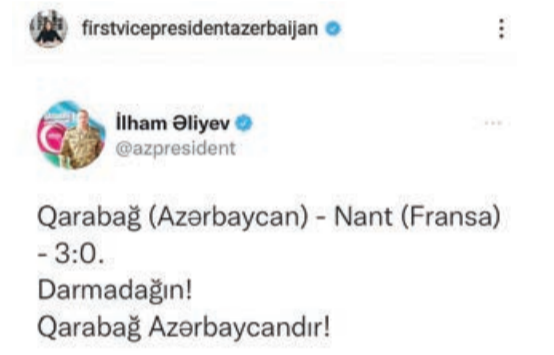 firstvicepresidentazerbaijan
İlham Əliyev
@azpresident
Qarabağ (Azərbaycan) - Nant (Fransa)
- 3:0.
Darmadağın!
Qarabağ Azərbaycandır!